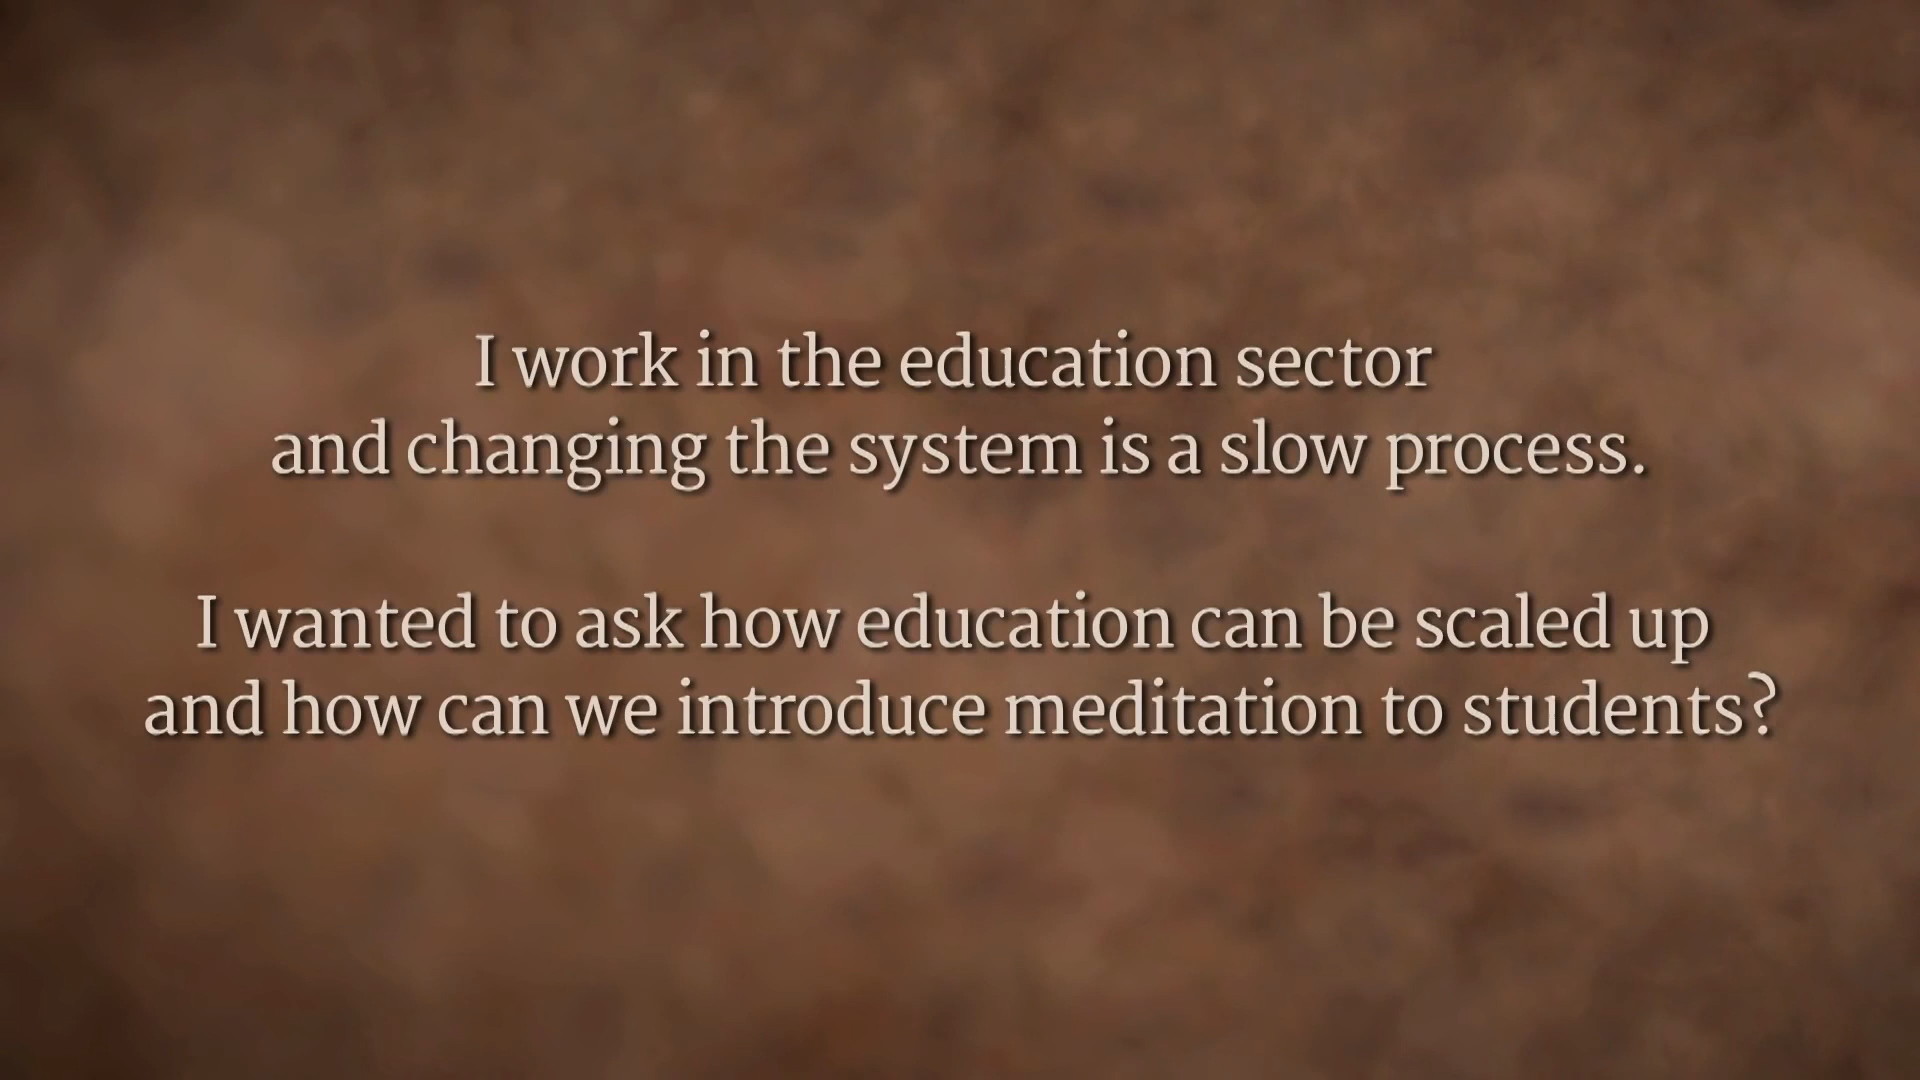 I work in the education sector
and changing the system is a slow process.
I wanted to ask how education can be scaled up
and how can we introduce meditation to students?